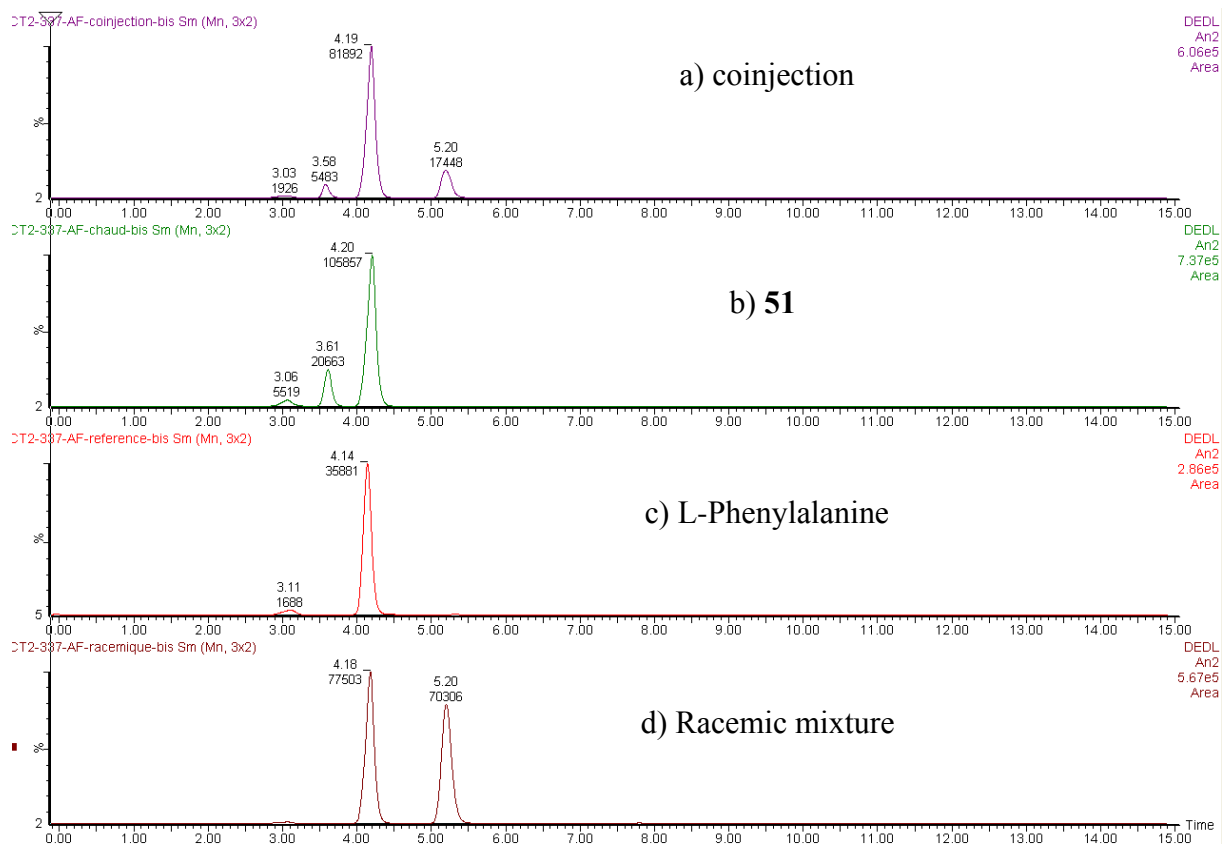 CT2-337-AF-coinjection-bis Sm (Mn, 3x2)
DEDL
An2
6.06e5
Area
a) coinjection
4.19
81892
3.03
1926
3.58
5483
5.20
17448
%
2
0.00 1.00 2.00 3.00 4.00 5.00 6.00 7.00 8.00 9.00 10.00 11.00 12.00 13.00 14.00 15.00
CT2-337-AF-chaud-bis Sm (Mn, 3x2)
DEDL
An2
7.37e5
Area
b) 51
4.20
105857
3.06
5519
3.61
20663
%
2
0.00 1.00 2.00 3.00 4.00 5.00 6.00 7.00 8.00 9.00 10.00 11.00 12.00 13.00 14.00 15.00
CT2-337-AF-reference-bis Sm (Mn, 3x2)
DEDL
An2
2.86e5
Area
c) L-Phenylalanine
4.14
35881
3.11
1688
%
5
0.00 1.00 2.00 3.00 4.00 5.00 6.00 7.00 8.00 9.00 10.00 11.00 12.00 13.00 14.00 15.00
CT2-337-AF-racemique-bis Sm (Mn, 3x2)
DEDL
An2
5.67e5
Area
d) Racemic mixture
4.18
77503
5.20
70306
%
2
0.00 1.00 2.00 3.00 4.00 5.00 6.00 7.00 8.00 9.00 10.00 11.00 12.00 13.00 14.00 15.00
Time